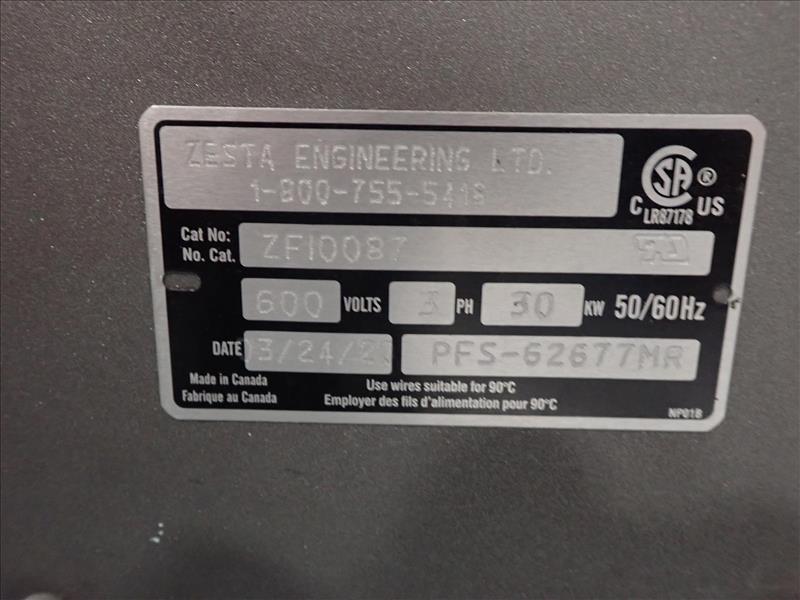 ZESTA ENGINEERING LTD.
1-800-755-5418
CSA ®
C LR87178 US
Cat No: ZFI0087
No. Cat.
600 VOLTS 3 PH 30 KW 50/60Hz
DATE PFS-62677MR
Made in Canada
Fabrique au Canada
Use wires suitable for 90°C
Employer des fils d'alimentation pour 90°C
NP01B